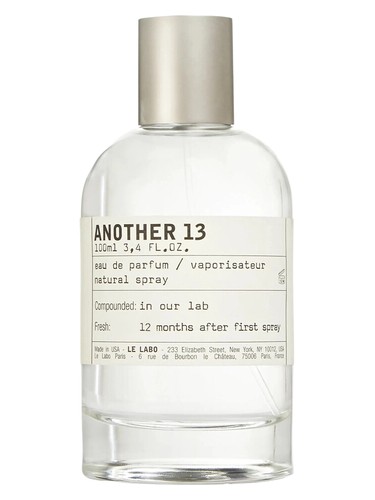 ANOTHER 13
100ml 3,4 FL.OZ.
eau de parfum / vaporisateur
natural spray
Compounded: in our lab
Fresh: 12 months after first spray
Made in USA - LE LABO - 233 Elizabeth Street, New York, NY 10012, USA
Le Labo Paris - 6 rue de Bourbon le Château, 75006 Paris, France